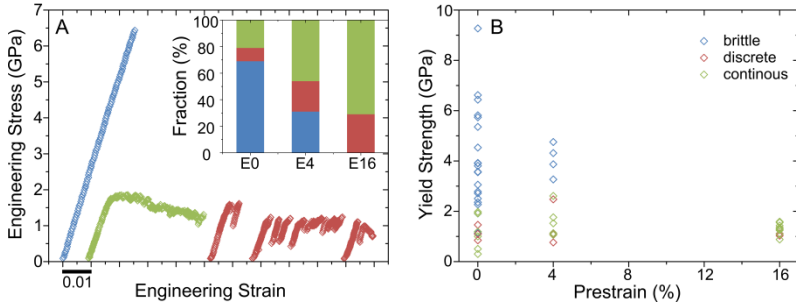 A
Engineering Stress (GPa)
7
6
5
4
3
2
1
0
0.01
Engineering Strain
Fraction (%)
100
80
60
40
20
0
E0 E4 E16
B
Yield Strength (GPa)
10
8
6
4
2
0
0 4 8 12 16
Prestrain (%)
brittle
discrete
continous